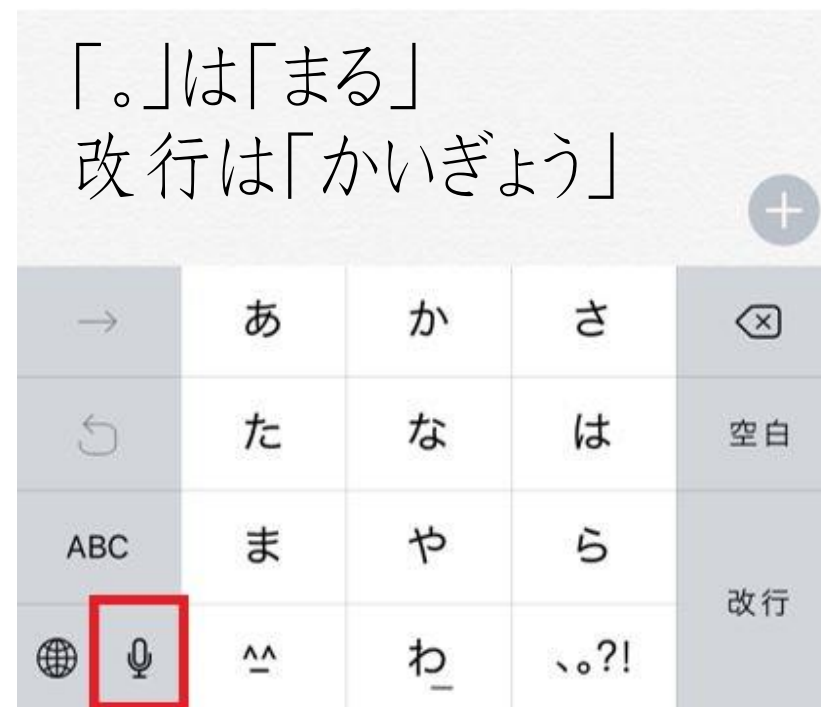 「。」は「まる」
改行は「かいぎょう」
→ あ か さ
た な は 空白
ABC ま や ら
改行
^^ わ_ 、。?!